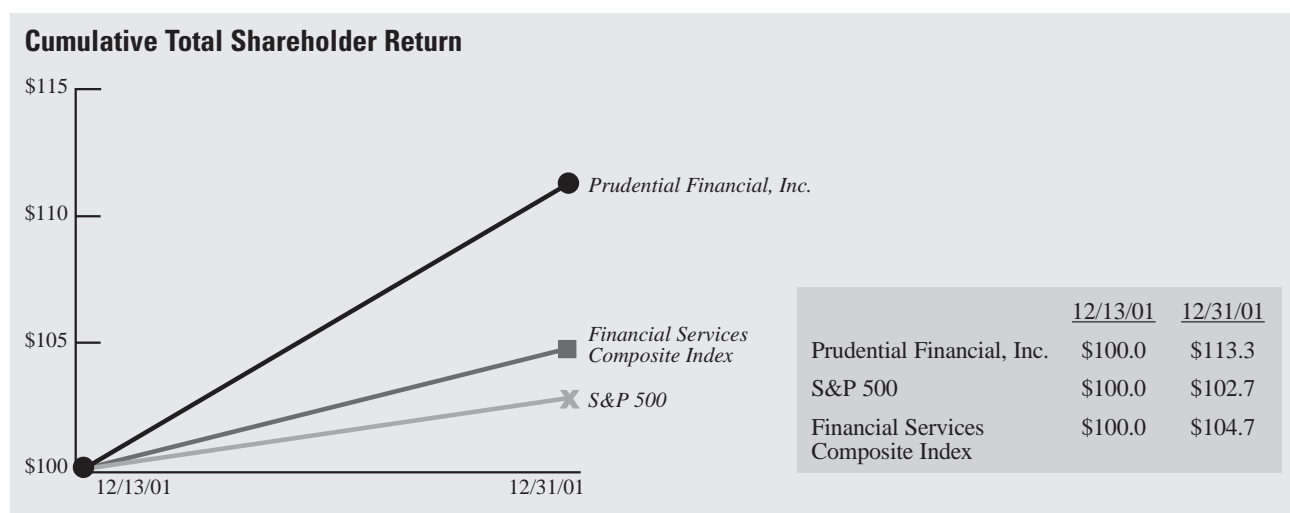 Cumulative Total Shareholder Return
$115
$110
$105
$100
Prudential Financial, Inc.
Financial Services
Composite Index
S&P 500
12/13/01 12/31/01
12/13/01 12/31/01
Prudential Financial, Inc. $100.0 $113.3
S&P 500 $100.0 $102.7
Financial Services $100.0 $104.7
Composite Index